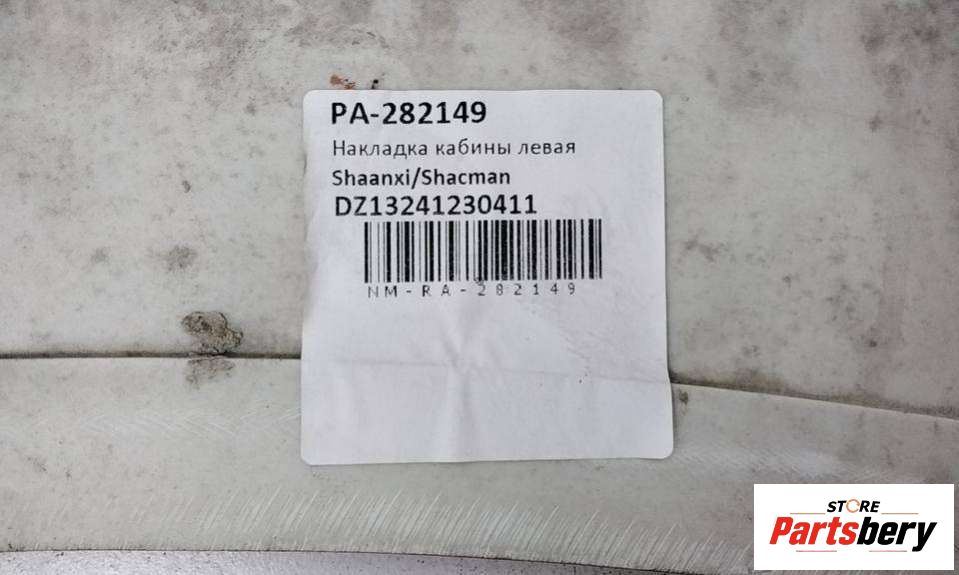 PA-282149
Накладка кабины левая
Shaanxi/Shacman
DZ13241230411
NM-RA-282149
STORE
Partsbery